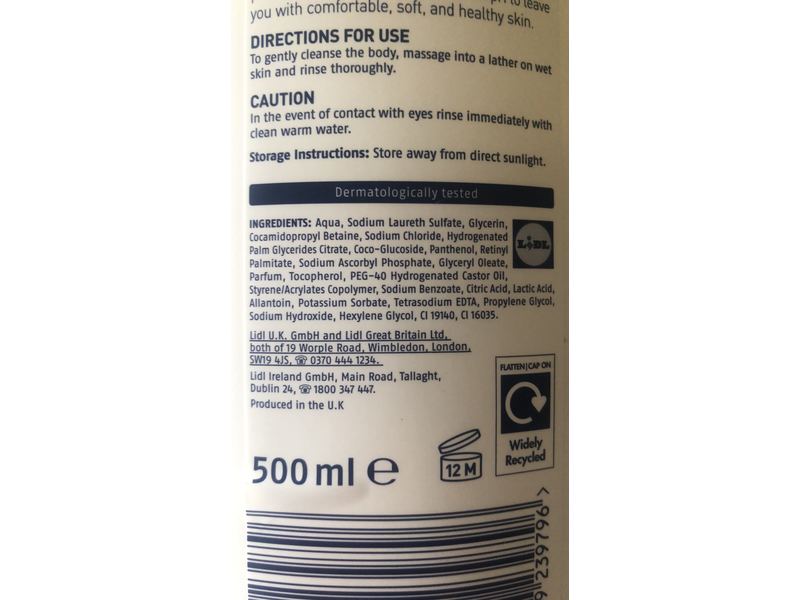 you with comfortable, soft, and healthy skin.
DIRECTIONS FOR USE
To gently cleanse the body, massage into a lather on wet
skin and rinse thoroughly.
CAUTION
In the event of contact with eyes rinse immediately with
clean warm water.
Storage Instructions: Store away from direct sunlight.
Dermatologically tested
INGREDIENTS: Aqua, Sodium Laureth Sulfate, Glycerin,
Cocamidopropyl Betaine, Sodium Chloride, Hydrogenated
Palm Glycerides Citrate, Coco-Glucoside, Panthenol, Retinyl
Palmitate, Sodium Ascorbyl Phosphate, Glyceryl Oleate,
Parfum, Tocopherol, PEG-40 Hydrogenated Castor Oil,
Styrene/Acrylates Copolymer, Sodium Benzoate, Citric Acid, Lactic Acid,
Allantoin, Potassium Sorbate, Tetrasodium EDTA, Propylene Glycol,
Sodium Hydroxide, Hexylene Glycol, CI 19140, CI 16035.
LIDL
Lidl U.K. GmbH and Lidl Great Britain Ltd,
both of 19 Worple Road, Wimbledon, London,
SW19 4JS, ☏ 0370 444 1234.
Lidl Ireland GmbH, Main Road, Tallaght,
Dublin 24, ☏ 1800 347 447.
Produced in the U.K
FLATTEN|CAP ON
Widely
Recycled
500 ml ℮
12 M
239796>